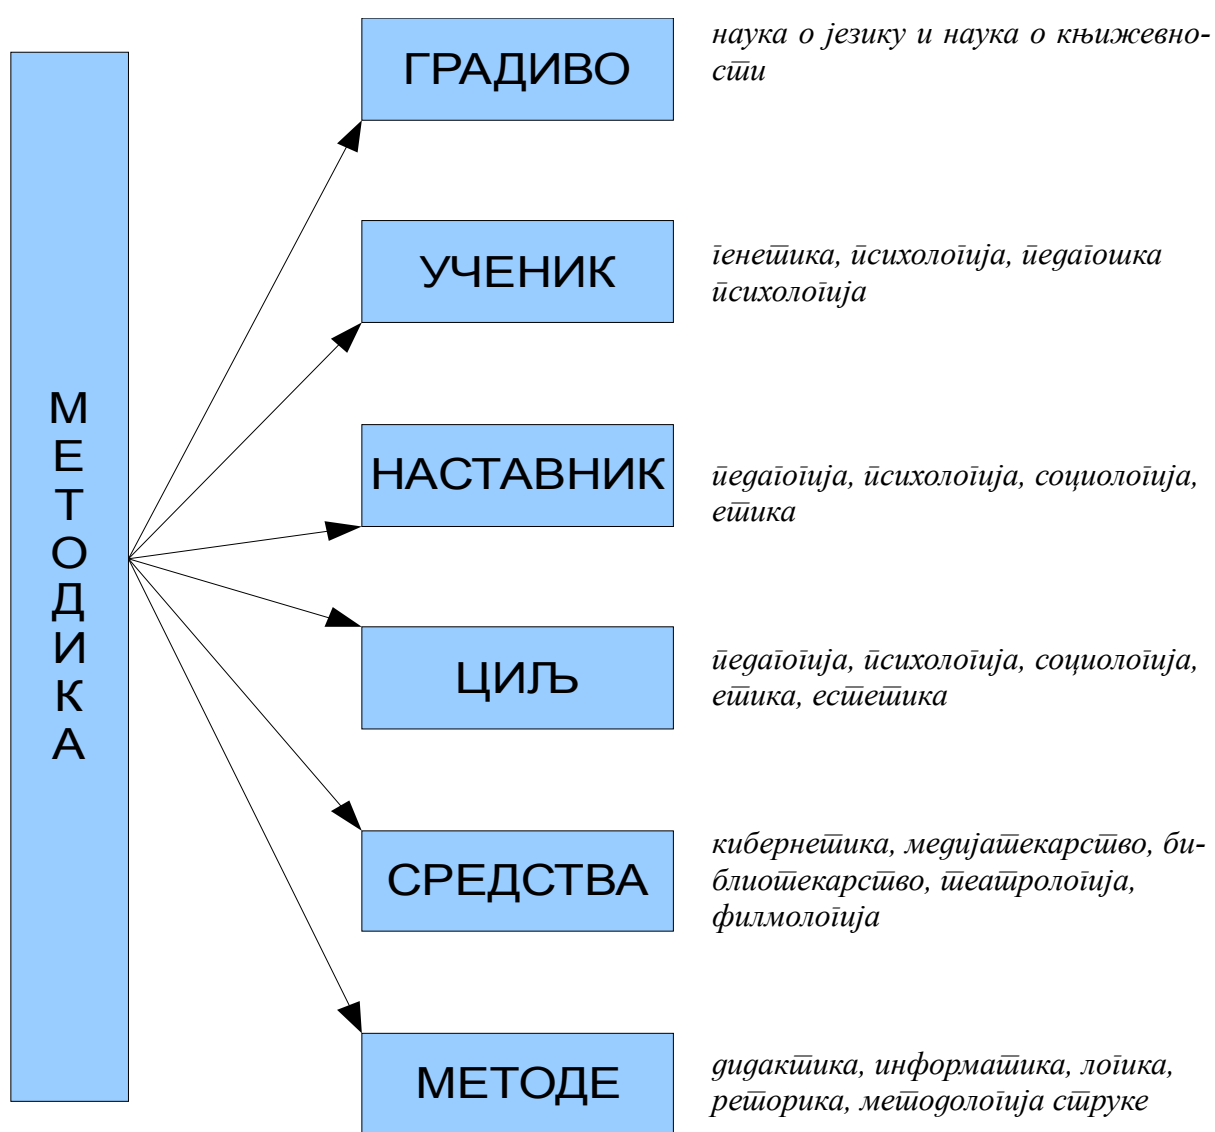 МЕТОДИКА
ГРАДИВО
наука о језику и наука о књижевно-
сти
УЧЕНИК
генетика, психологија, педагошка
психологија
НАСТАВНИК
педагогија, психологија, социологија,
етика
ЦИЉ
педагогија, психологија, социологија,
етика, естетика
СРЕДСТВА
кибернетика, медијатекарство, би-
блиотекарство, театрологија,
филмологија
МЕТОДЕ
дидактика, информатика, логика,
реторика, методологија струке